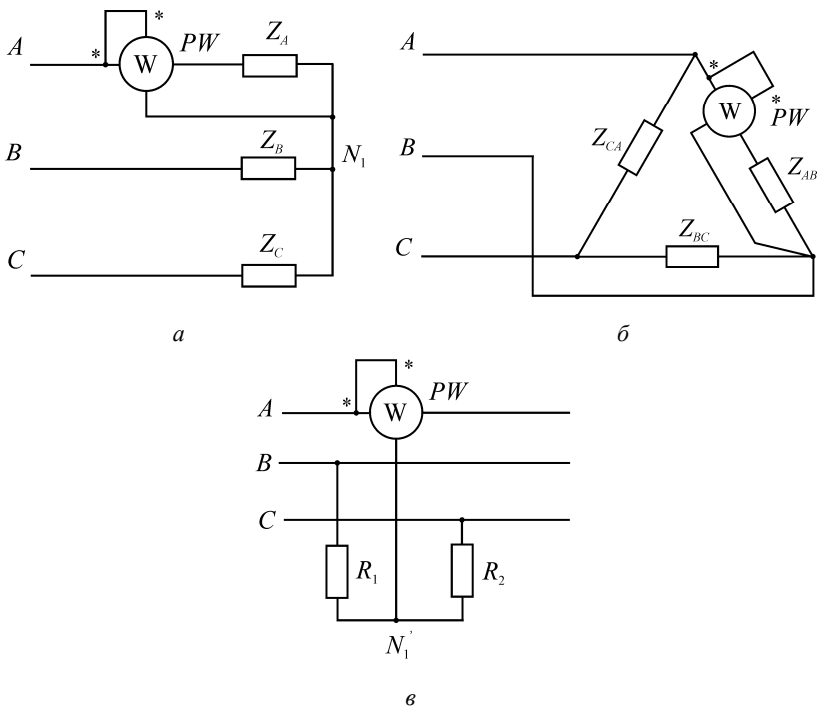 * *
A W PW Z_A
B Z_B N_1
C Z_C
а
A * W * PW
B Z_CA Z_AB
C Z_BC
б
* *
A W PW
B
C
R_1 R_2
N_1'
в